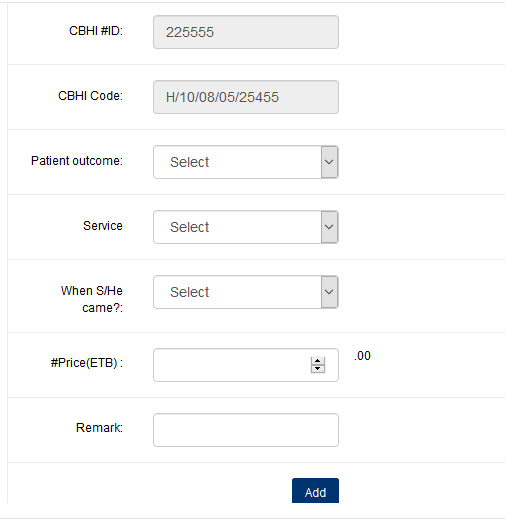 CBHI #ID: 225555
CBHI Code: H/10/08/05/25455
Patient outcome: Select
Service Select
When S/He Select
came?:
#Price(ETB) : .00
Remark:
Add